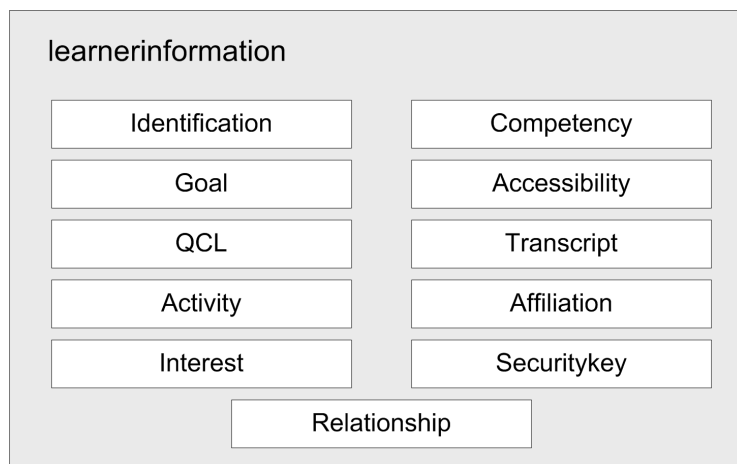 learnerinformation
Identification
Competency
Goal
Accessibility
QCL
Transcript
Activity
Affiliation
Interest
Securitykey
Relationship